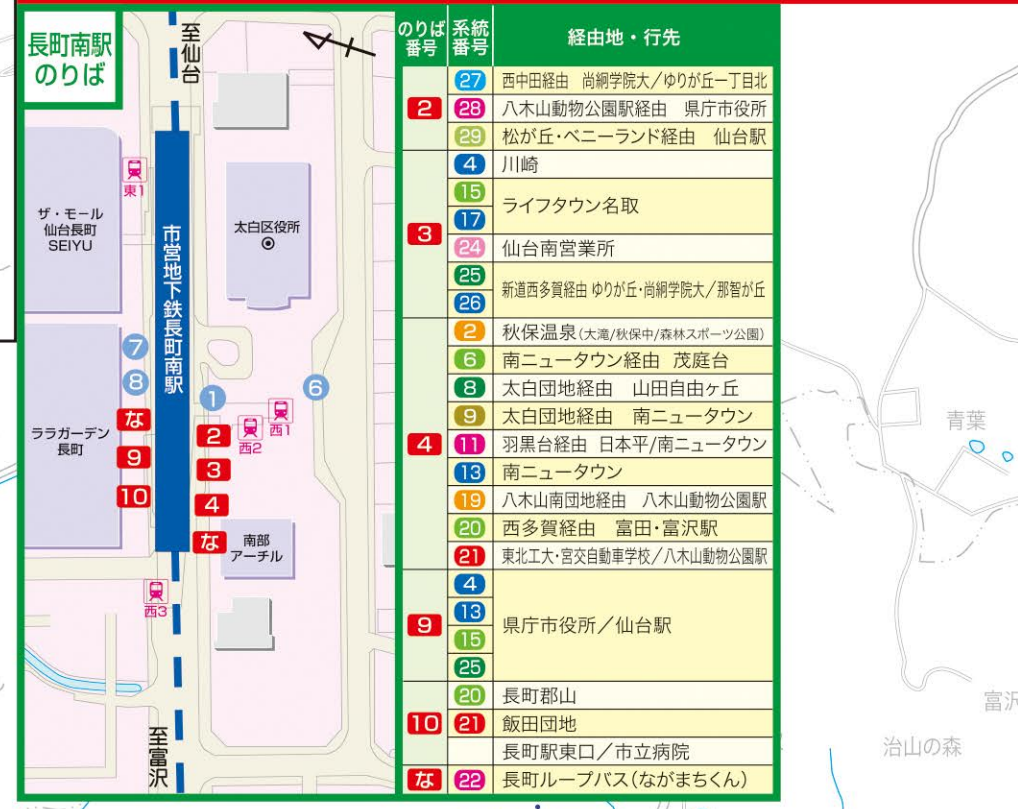 長町南駅
のりば
至仙台
東1
ザ・モール
仙台長町
SEIYU
太白区役所
市営地下鉄長町南駅
7
8
な
9
10
ララガーデン
長町
1
6
西1
西2
2
3
4
な
南部
アーチル
西3
至富沢
のりば番号 系統番号 経由地・行先
2
27 西中田経由 尚絅学院大/ゆりが丘一丁目北
28 八木山動物公園駅経由 県庁市役所
29 松が丘・ベニーランド経由 仙台駅
3
4 川崎
15
17
ライフタウン名取
24 仙台南営業所
25
26
新道西多賀経由 ゆりが丘・尚絅学院大/那智が丘
4
2 秋保温泉(大滝/秋保中/森林スポーツ公園)
6 南ニュータウン経由 茂庭台
8 太白団地経由 山田自由ヶ丘
9 太白団地経由 南ニュータウン
11 羽黒台経由 日本平/南ニュータウン
13 南ニュータウン
19 八木山南団地経由 八木山動物公園駅
20 西多賀経由 富田・富沢駅
21 東北工大・宮交自動車学校/八木山動物公園駅
9
4
13
15
25
県庁市役所/仙台駅
10
20 長町郡山
21 飯田団地
長町駅東口/市立病院
な 22 長町ループバス(ながまちくん)
青葉
富沢
治山の森